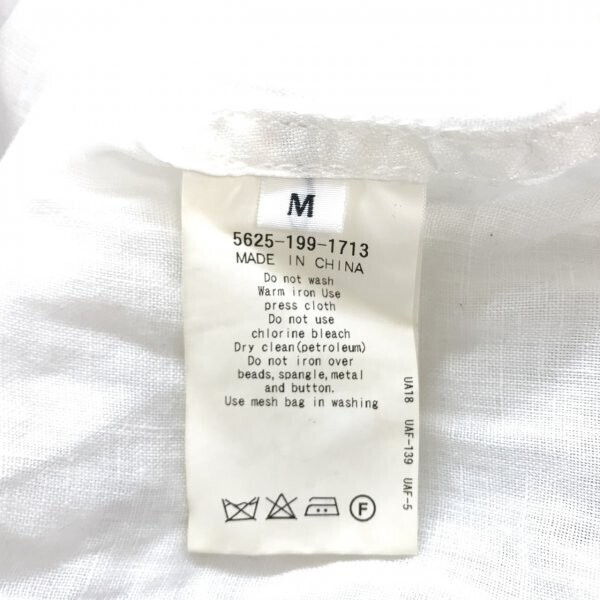 M
5625-199-1713
MADE IN CHINA
Do not wash
Warm iron Use
press cloth
Do not use
chlorine bleach
Dry clean(petroleum)
Do not iron over
beads,spangle,metal
and button.
Use mesh bag in washing
UA18 UAF-139 UAF-5
F